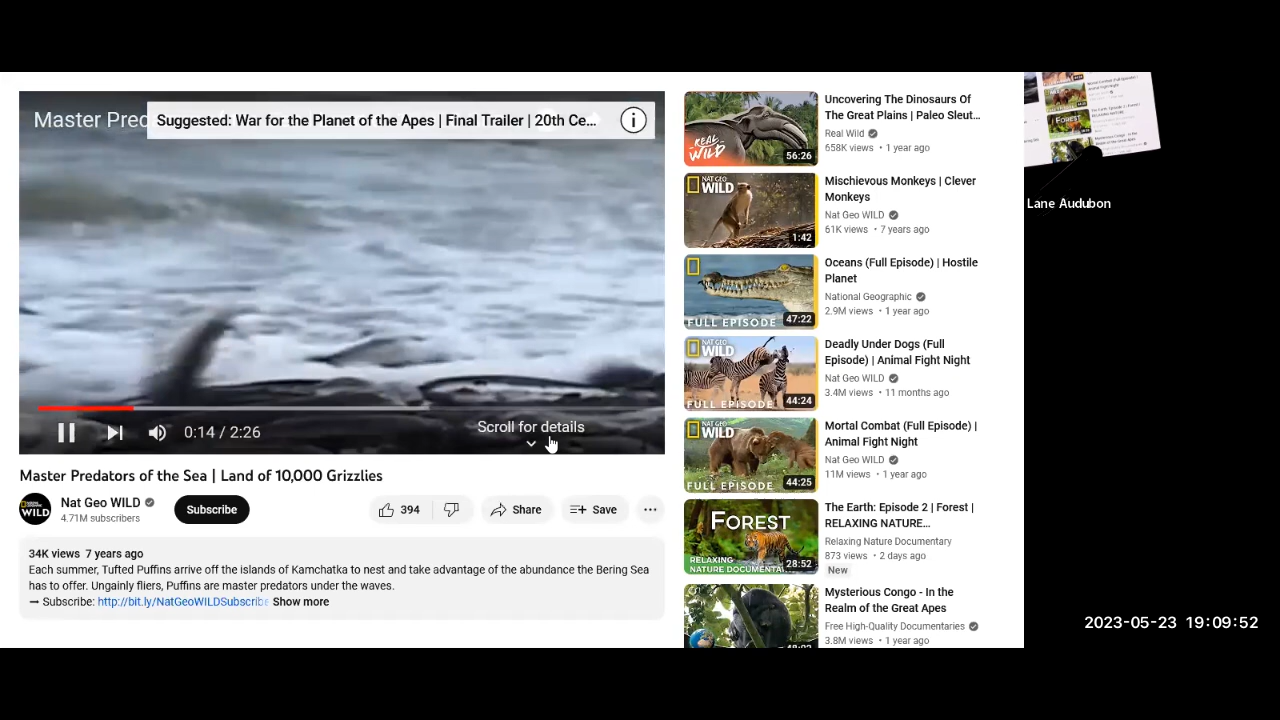 Master Pred
Suggested: War for the Planet of the Apes | Final Trailer | 20th Ce...
0:14 / 2:26
Scroll for details
Master Predators of the Sea | Land of 10,000 Grizzlies
Nat Geo WILD
4.71M subscribers
Subscribe
394
Share
Save
34K views 7 years ago
Each summer, Tufted Puffins arrive off the islands of Kamchatka to nest and take advantage of the abundance the Bering Sea
has to offer. Ungainly fliers, Puffins are master predators under the waves.
➞ Subscribe: http://bit.ly/NatGeoWILDSubscribe Show more
REAL
WILD
56:26
Uncovering The Dinosaurs Of
The Great Plains | Paleo Sleut...
Real Wild
658K views • 1 year ago
NAT GEO
WILD
1:42
Mischievous Monkeys | Clever
Monkeys
Nat Geo WILD
61K views • 7 years ago
FULL EPISODE
47:22
Oceans (Full Episode) | Hostile
Planet
National Geographic
2.9M views • 1 year ago
NAT GEO
WILD
FULL EPISODE
44:24
Deadly Under Dogs (Full
Episode) | Animal Fight Night
Nat Geo WILD
3.4M views • 11 months ago
NAT GEO
WILD
FULL EPISODE
44:25
Mortal Combat (Full Episode) |
Animal Fight Night
Nat Geo WILD
11M views • 1 year ago
FOREST
RELAXING
NATURE DOCUMENTA
28:52
The Earth: Episode 2 | Forest |
RELAXING NATURE...
Relaxing Nature Documentary
873 views • 2 days ago
New
Mysterious Congo - In the
Realm of the Great Apes
Free High-Quality Documentaries
3.8M views • 1 year ago
Lane Audubon
2023-05-23 19:09:52